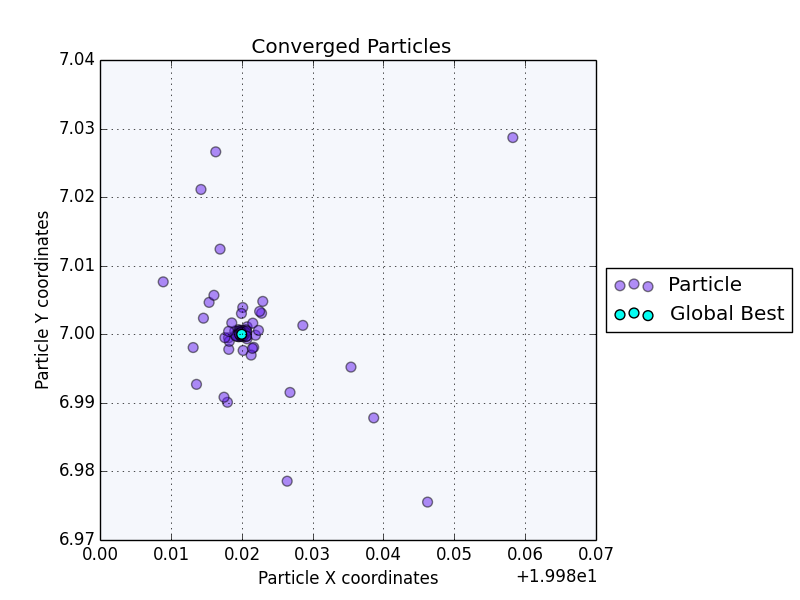 Converged Particles
7.04
7.03
7.02
7.01
7.00
6.99
6.98
6.97
Particle Y coordinates
0.00 0.01 0.02 0.03 0.04 0.05 0.06 0.07
+1.998e1
Particle X coordinates
Particle
Global Best